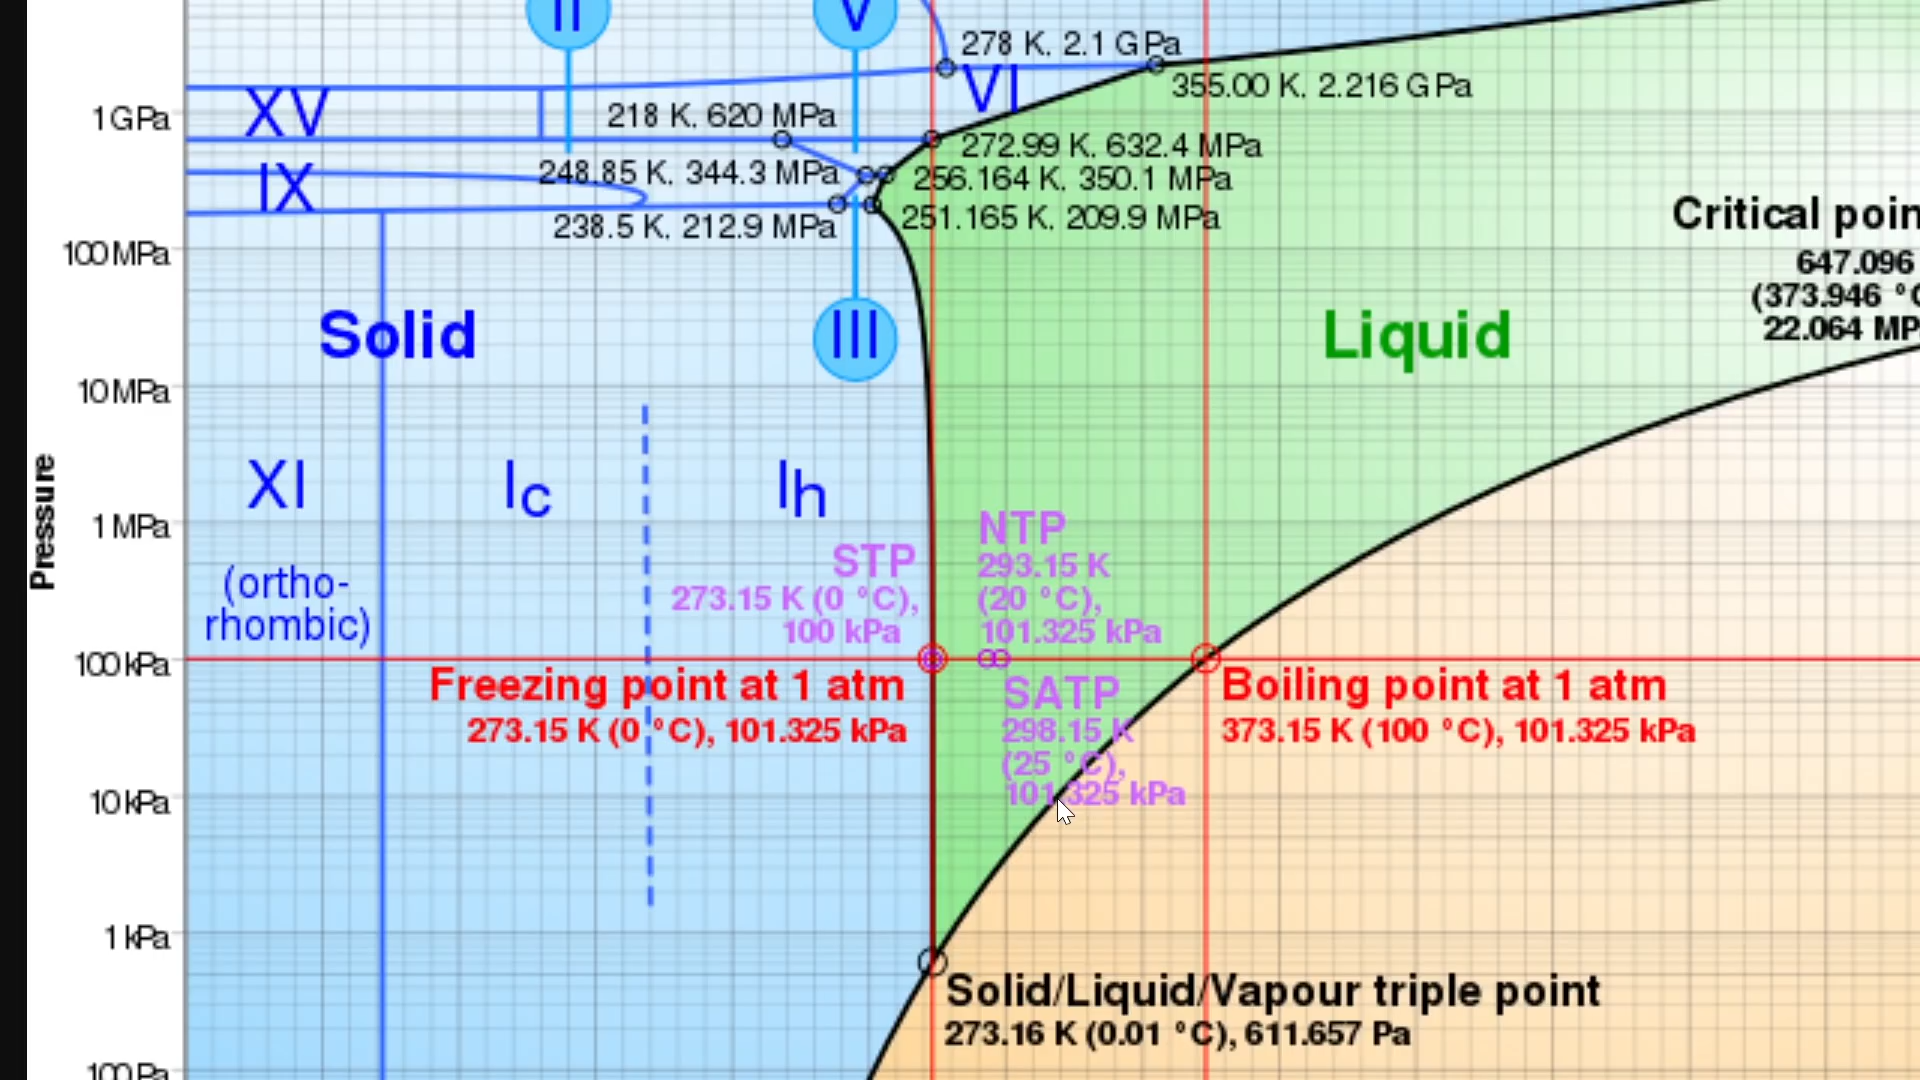 II
V
278 K, 2.1 GPa
VI
355.00 K, 2.216 GPa
XV
1 GPa
218 K, 620 MPa
272.99 K, 632.4 MPa
IX
248.85 K, 344.3 MPa
256.164 K, 350.1 MPa
238.5 K, 212.9 MPa
251.165 K, 209.9 MPa
100 MPa
Critical poin
647.096
(373.946 °C
22.064 MP
Solid
III
Liquid
10 MPa
Pressure
XI
Ic
Ih
(ortho-
rhombic)
1 MPa
NTP
293.15 K
(20 °C),
101.325 kPa
STP
273.15 K (0 °C),
100 kPa
100 kPa
Freezing point at 1 atm
273.15 K (0 °C), 101.325 kPa
SATP
298.15 K
(25 °C),
101.325 kPa
Boiling point at 1 atm
373.15 K (100 °C), 101.325 kPa
10 kPa
1 kPa
Solid/Liquid/Vapour triple point
273.16 K (0.01 °C), 611.657 Pa
100 Pa